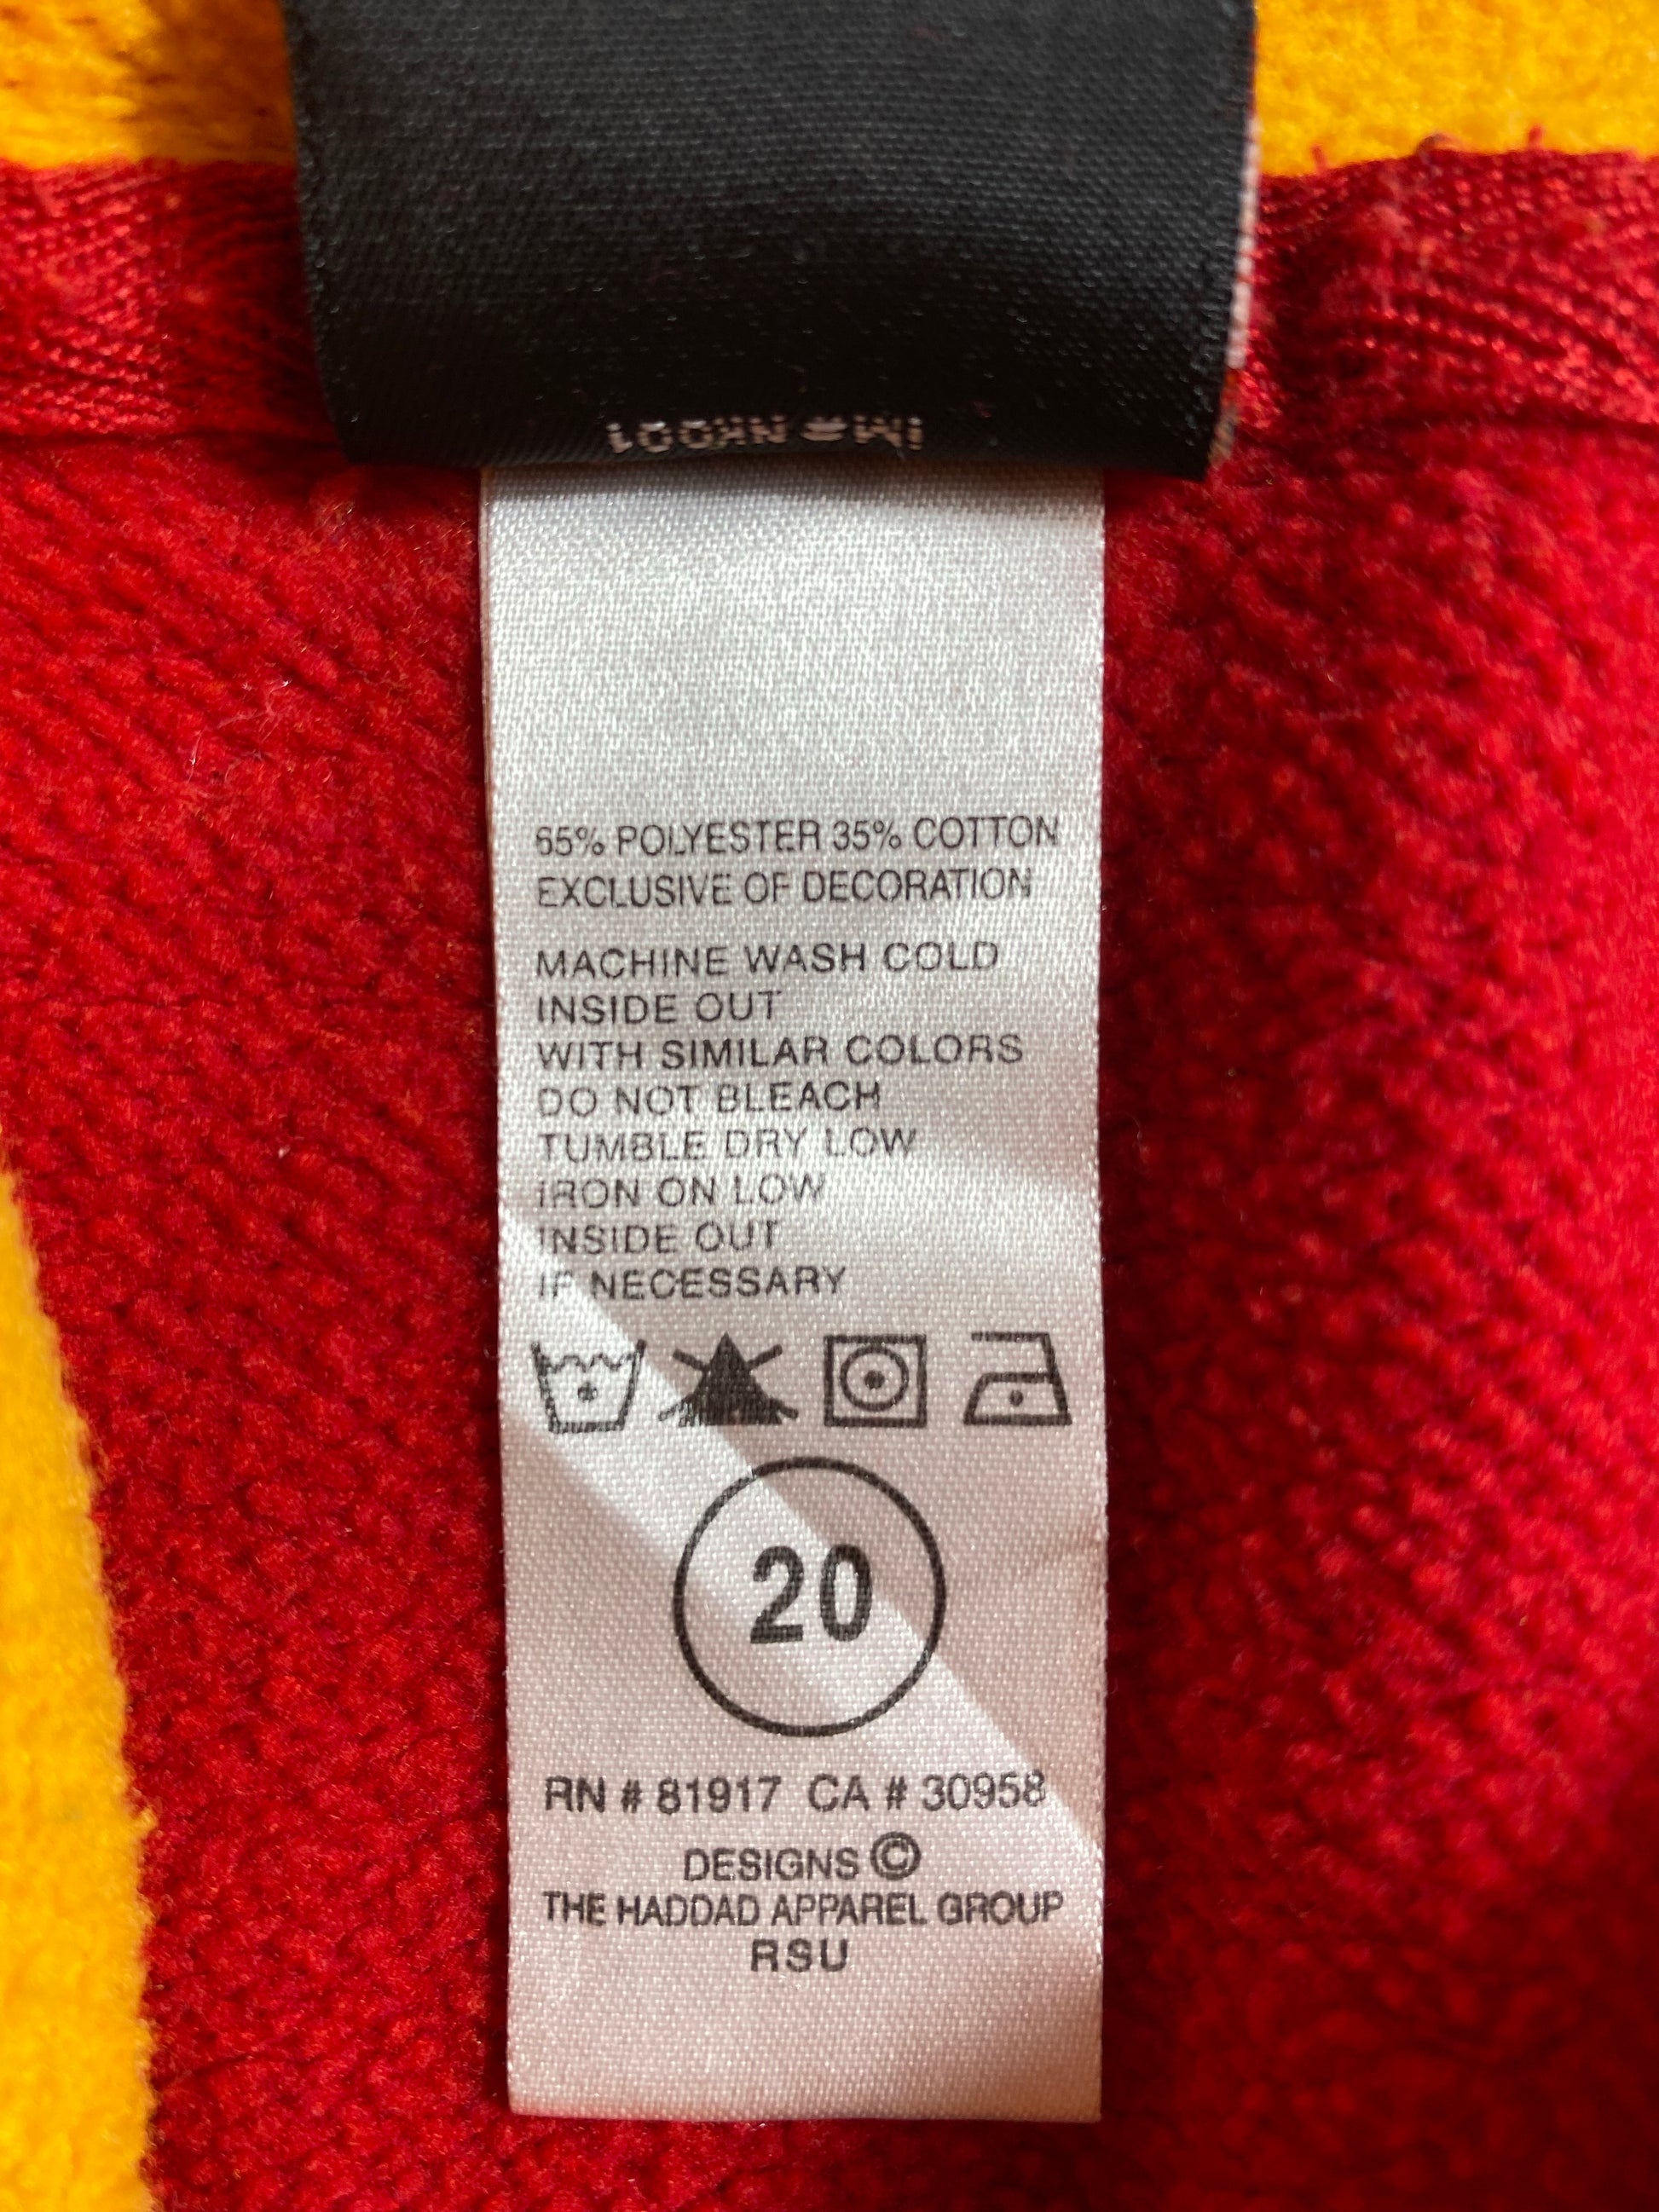 65% POLYESTER 35% COTTON
EXCLUSIVE OF DECORATION
MACHINE WASH COLD
INSIDE OUT
WITH SIMILAR COLORS
DO NOT BLEACH
TUMBLE DRY LOW
IRON ON LOW
INSIDE OUT
IF NECESSARY
20
RN # 81917 CA # 30958
DESIGNS ©
THE HADDAD APPAREL GROUP
RSU